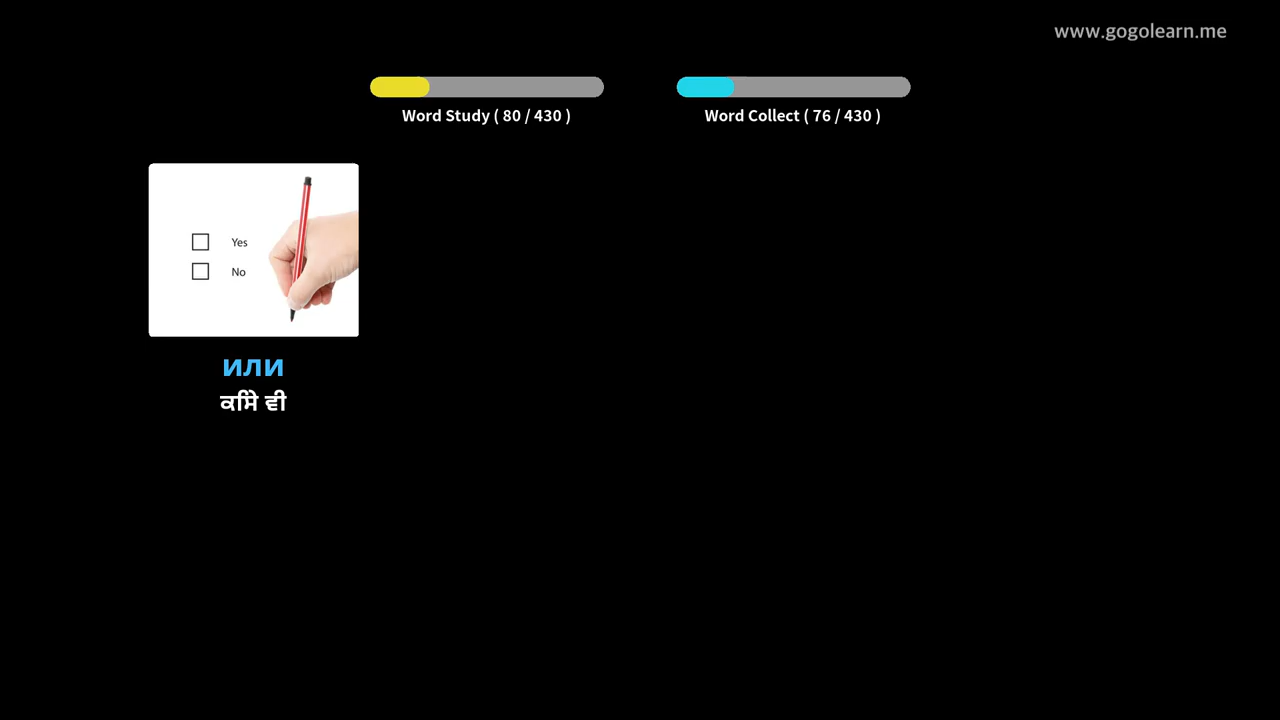 www.gogolearn.me
Word Study ( 80 / 430 )
Word Collect ( 76 / 430 )
Yes
No
или
ਕਿਸੇ ਵੀ